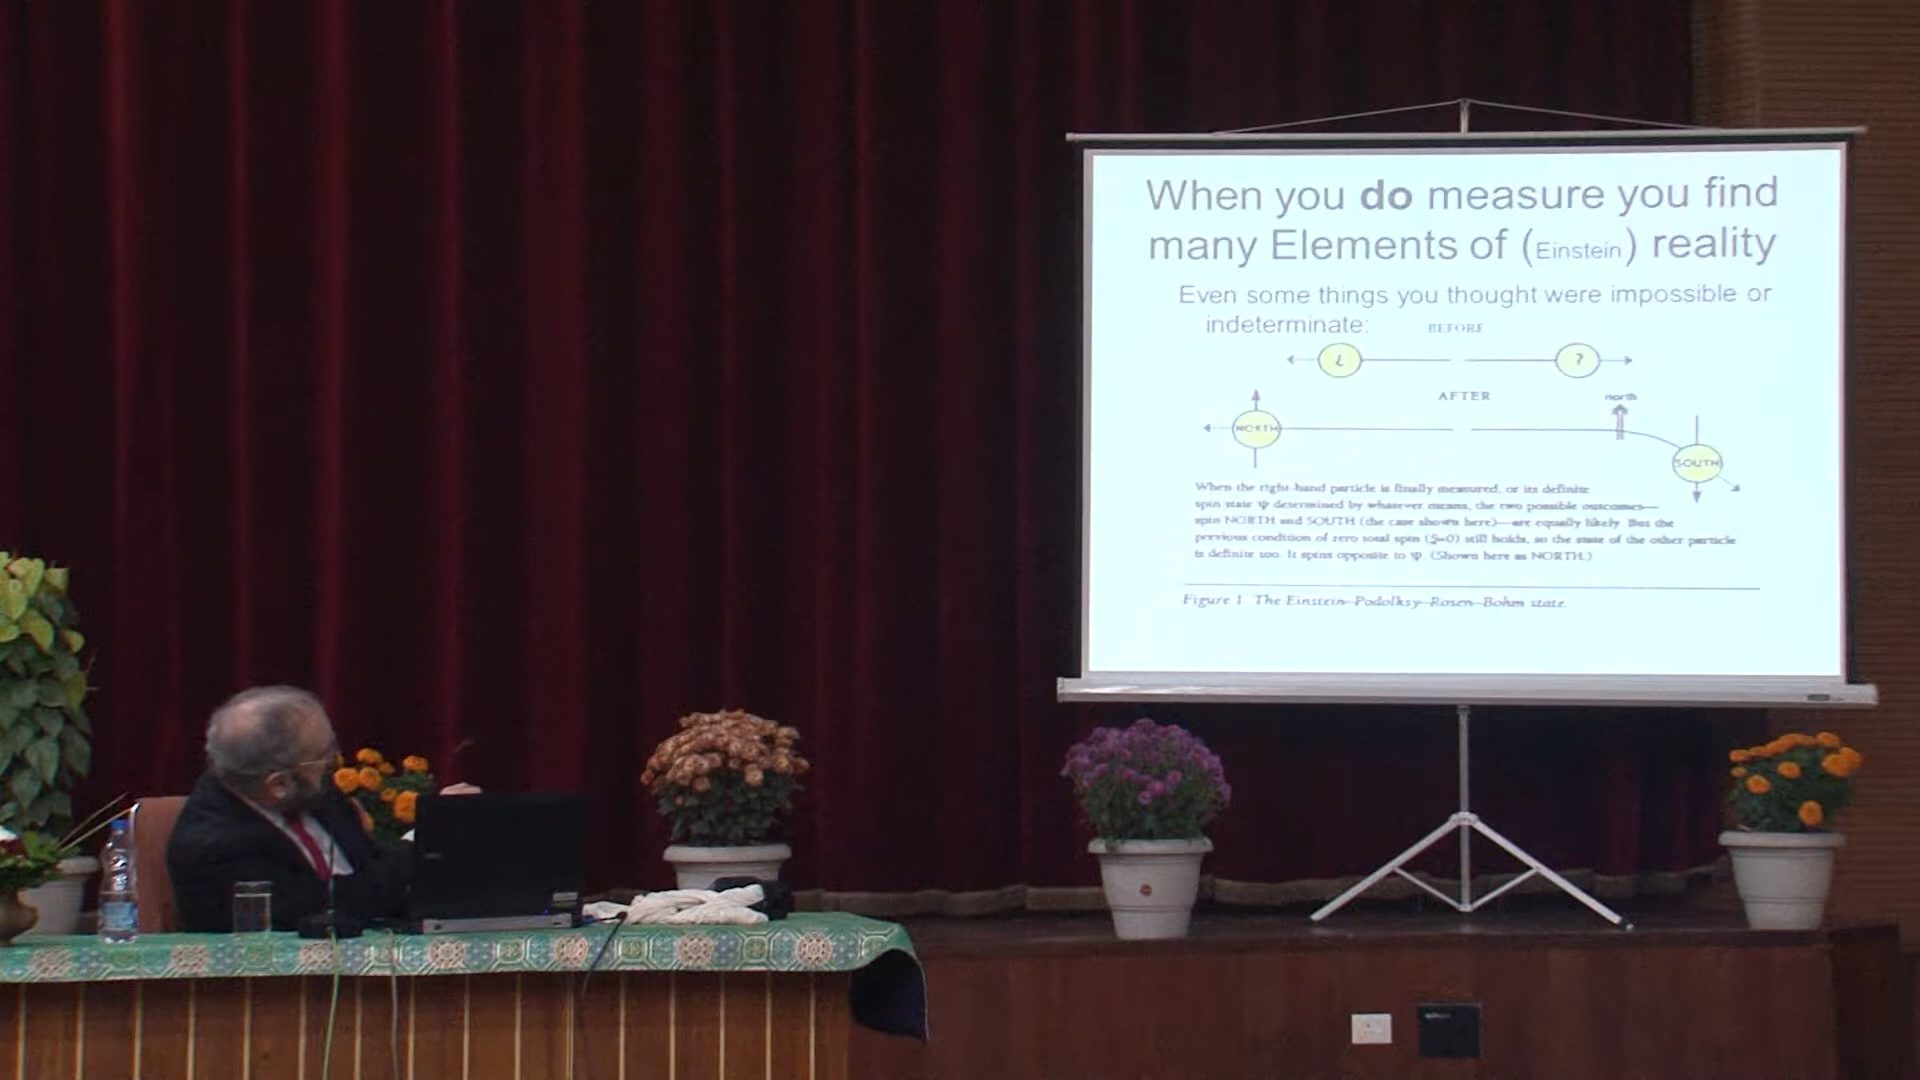 When you do measure you find
many Elements of (Einstein) reality
Even some things you thought were impossible or
indeterminate:
BEFORE
¿ ?
AFTER
north
NORTH
SOUTH
When the right-hand particle is finally measured, or its definite
spin state ψ determined by whatever means, the two possible outcomes—
spin NORTH and SOUTH (the case shown here)—are equally likely. But the
previous condition of zero total spin (S=0) still holds, so the state of the other particle
is definite too. It spins opposite to ψ. (Shown here as NORTH.)
Figure 1. The Einstein–Podolksy–Rosen–Bohm state.